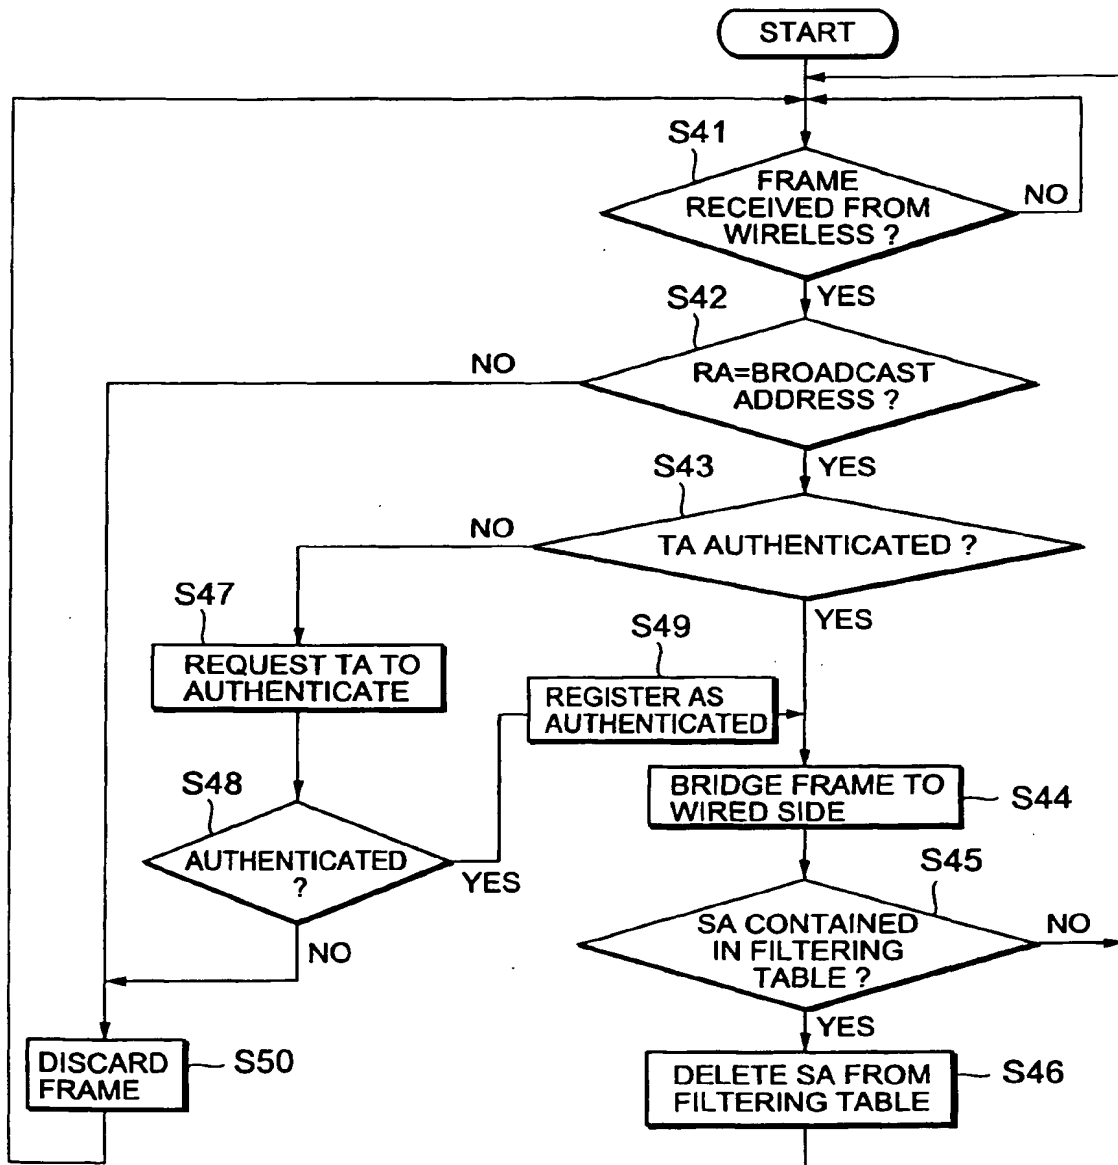 START
S41
FRAME
RECEIVED FROM
WIRELESS ?
NO
YES
S42
NO
RA=BROADCAST
ADDRESS ?
YES
S43
NO
TA AUTHENTICATED ?
YES
S47
REQUEST TA TO
AUTHENTICATE
S49
REGISTER AS
AUTHENTICATED
S48
AUTHENTICATED
?
YES
NO
BRIDGE FRAME TO
WIRED SIDE
S44
S45
SA CONTAINED
IN FILTERING
TABLE ?
NO
YES
DISCARD
FRAME
S50
DELETE SA FROM
FILTERING TABLE
S46